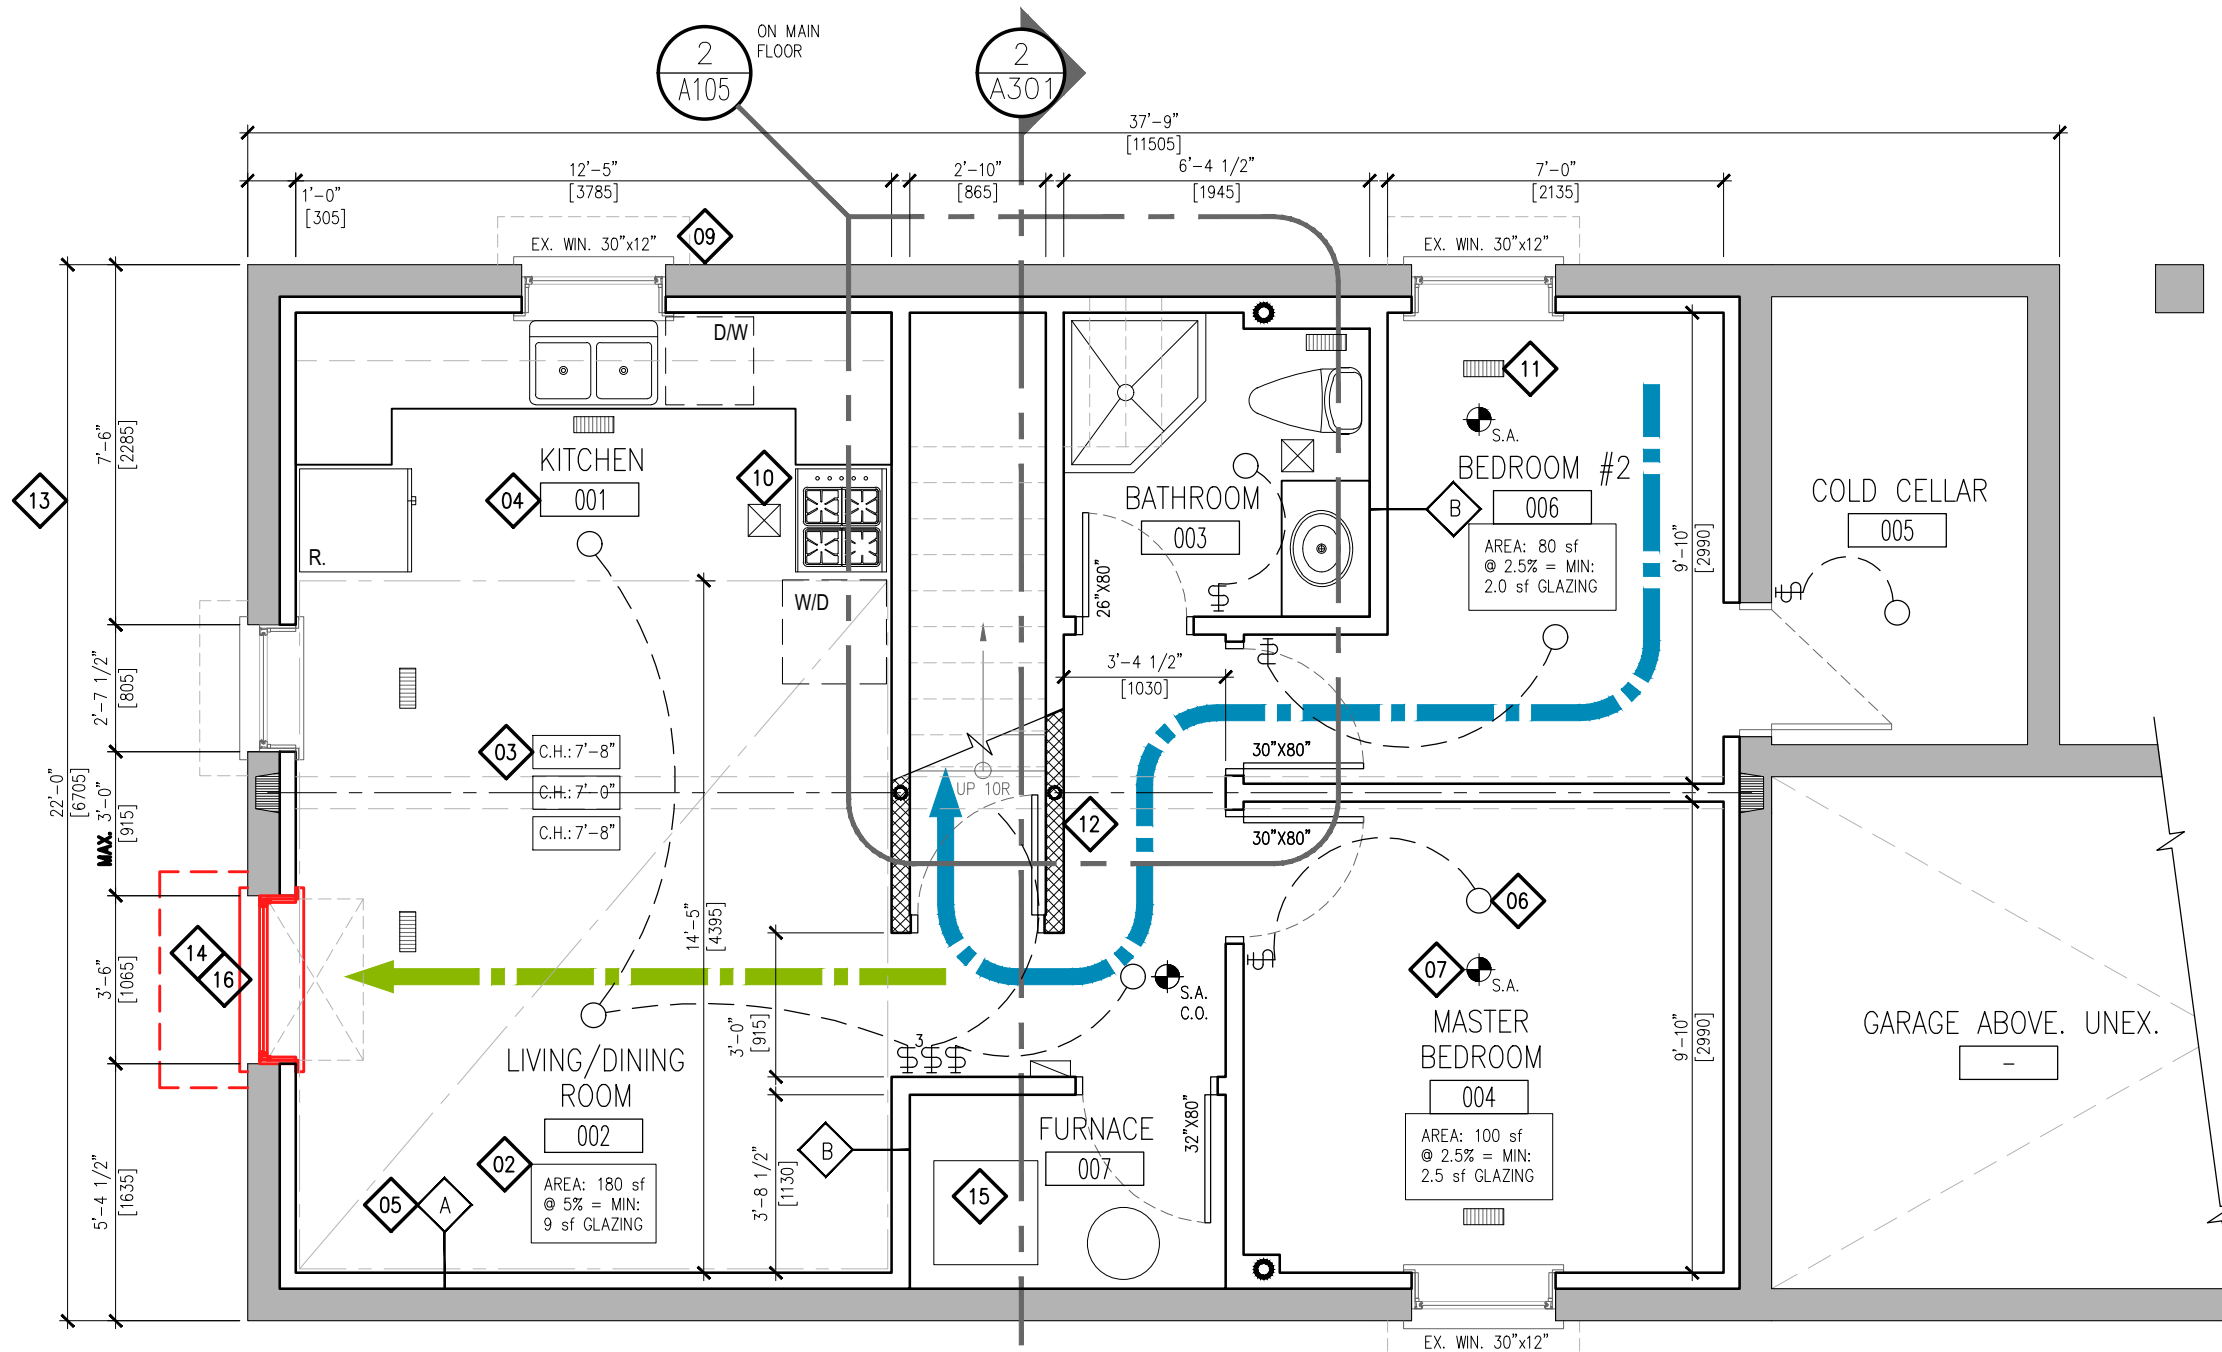 2
A105
ON MAIN
FLOOR
2
A301
37'-9"
[11505]
12'-5"
[3785]
2'-10"
[865]
6'-4 1/2"
[1945]
7'-0"
[2135]
1'-0"
[305]
EX. WIN. 30"x12"
09
EX. WIN. 30"x12"
D/W
11
S.A.
KITCHEN
001
04
10
R.
BATHROOM
003
B
BEDROOM #2
006
AREA: 80 sf
@ 2.5% = MIN:
2.0 sf GLAZING
COLD CELLAR
005
13
7'-6"
[2285]
9'-10"
[2990]
26"X80"
W/D
2'-7 1/2"
[805]
3'-4 1/2"
[1030]
03
C.H.: 7'-8"
C.H.: 7'-0"
C.H.: 7'-8"
22'-0"
[6705]
MAX. 3'-0"
[915]
UP 10R
12
30"X80"
30"X80"
14
16
3'-6"
[1065]
14'-5"
[4395]
06
07
S.A.
S.A.
C.O.
3'-0"
[915]
3
MASTER
BEDROOM
004
AREA: 100 sf
@ 2.5% = MIN:
2.5 sf GLAZING
9'-10"
[2990]
GARAGE ABOVE. UNEX.
-
LIVING/DINING
ROOM
002
02
AREA: 180 sf
@ 5% = MIN:
9 sf GLAZING
05
A
B
FURNACE
007
15
32"X80"
3'-8 1/2"
[1130]
5'-4 1/2"
[1635]
EX. WIN. 30"x12"